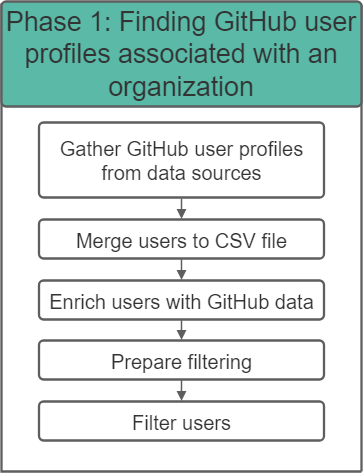 Phase 1: Finding GitHub user
profiles associated with an
organization
Gather GitHub user profiles
from data sources
Merge users to CSV file
Enrich users with GitHub data
Prepare filtering
Filter users